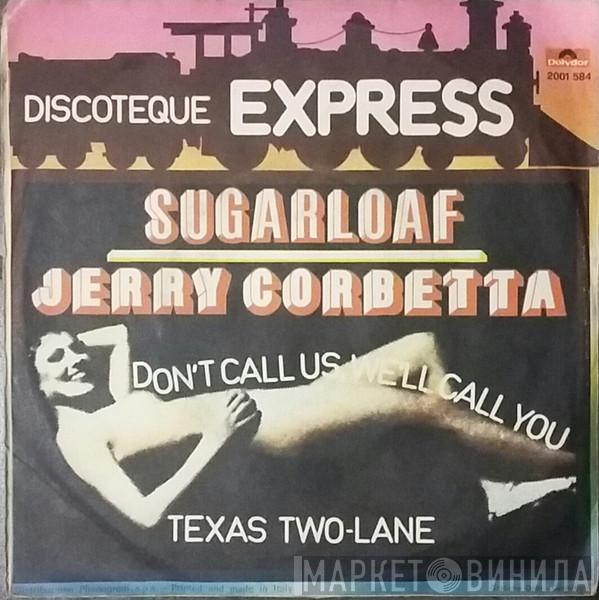 Polydor
2001 584
DISCOTEQUE EXPRESS
SUGARLOAF
JERRY CORBETTA
DON'T CALL US, WE'LL CALL YOU
TEXAS TWO-LANE
Phonogram s.p.a. - Printed and made in Italy
МАРКЕТ ВИНИЛА